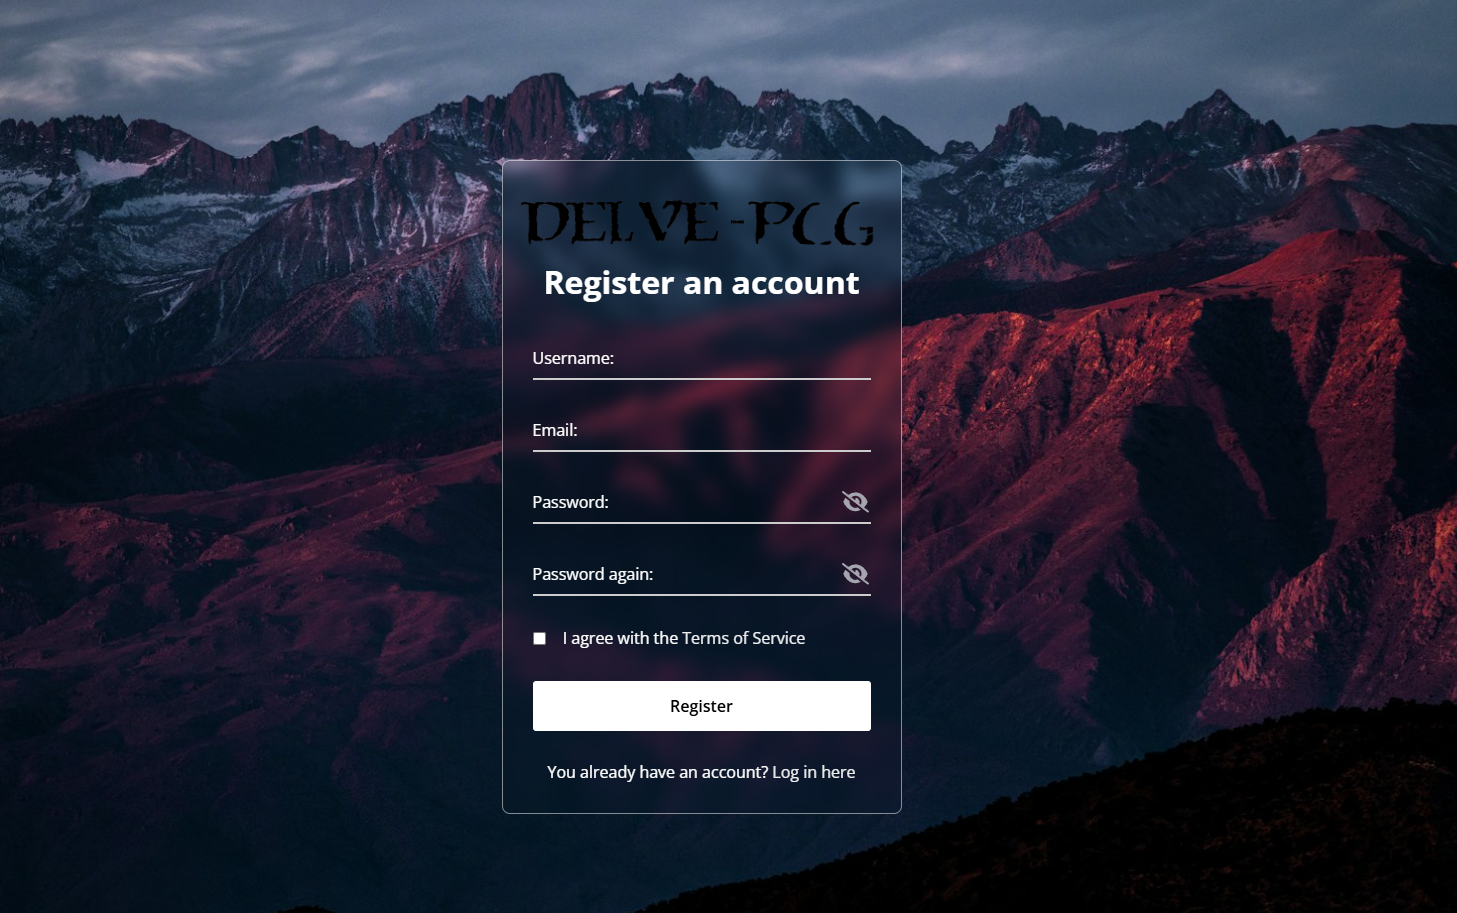 DELVE-PCG
Register an account
Username:
Email:
Password:
Password again:
I agree with the Terms of Service
Register
You already have an account? Log in here